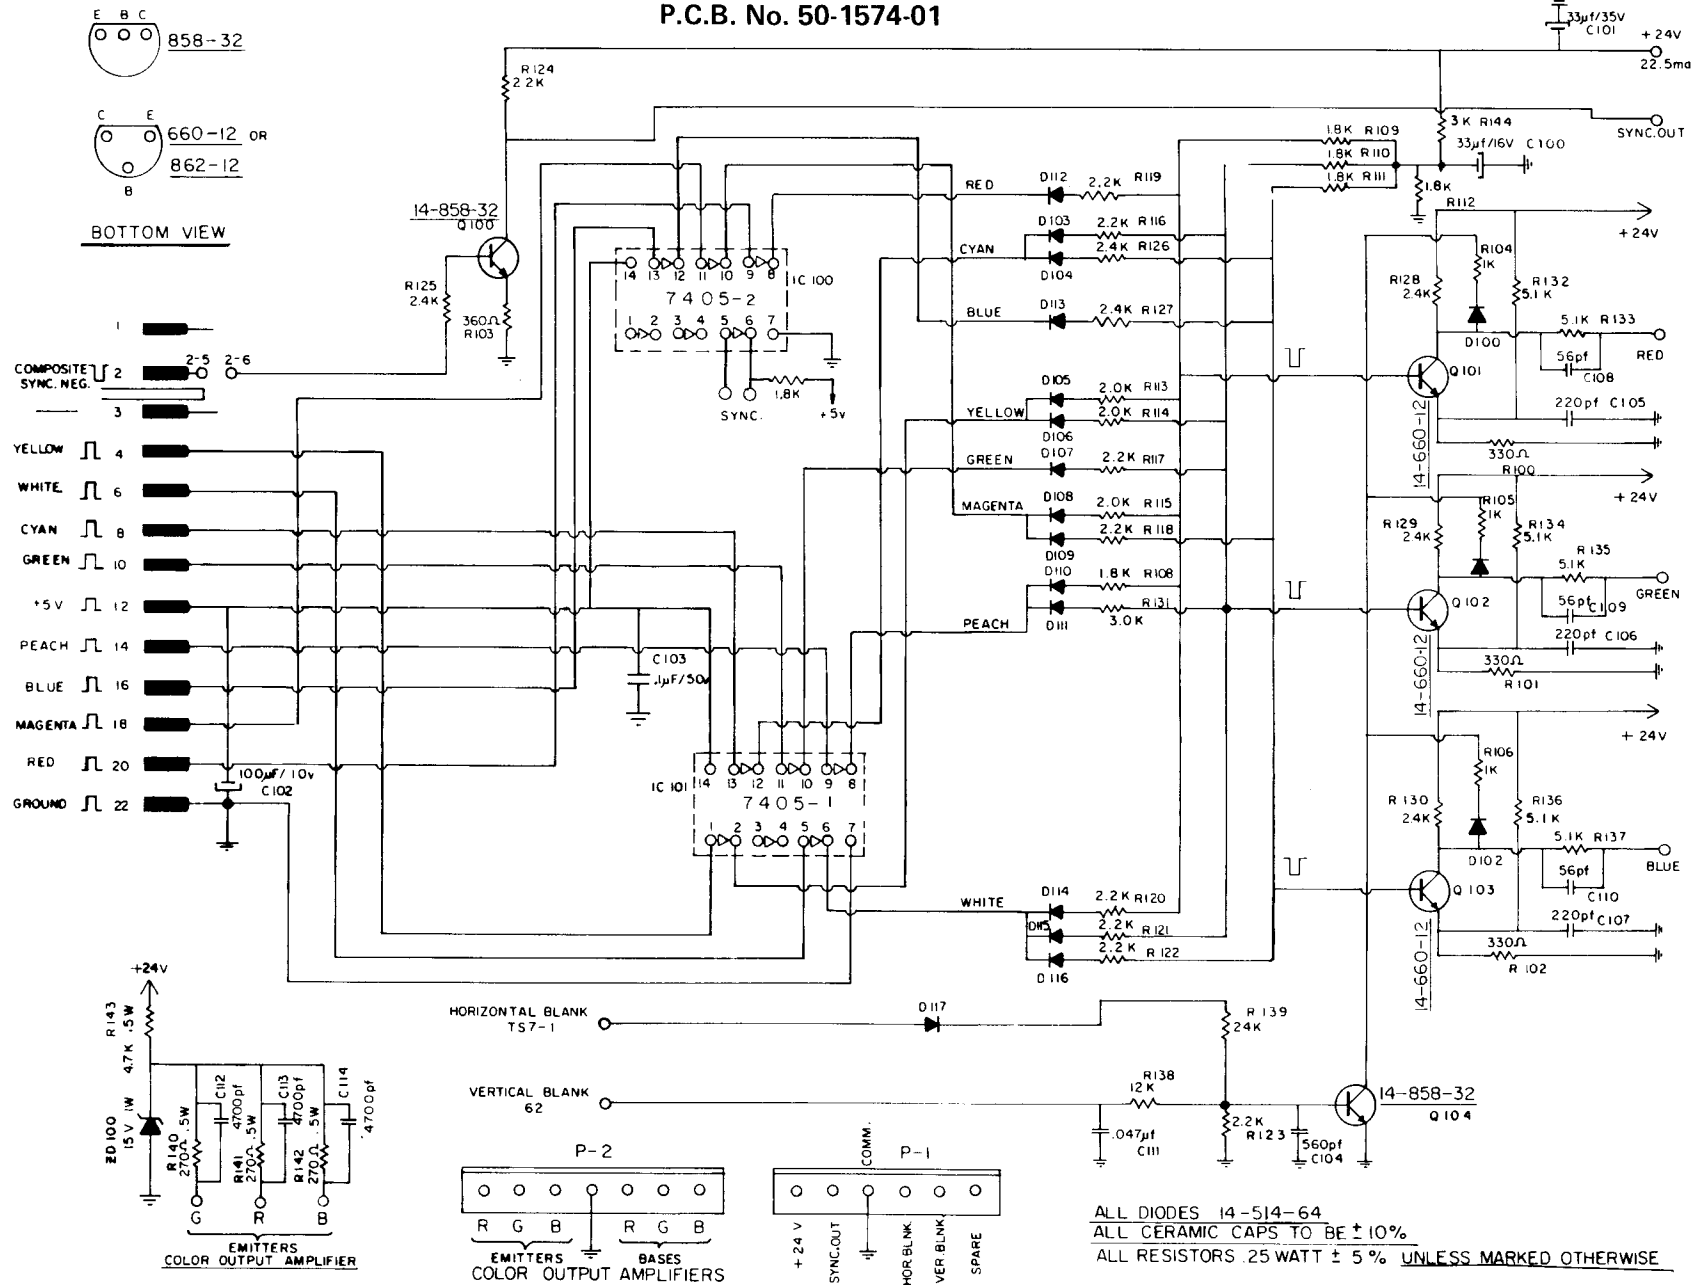 P.C.B. No. 50-1574-01
E B C
858-32
C E
660-12 OR
862-12
B
BOTTOM VIEW
33µf/35V
C101
+24V
22.5ma
SYNC.OUT
R124
2.2K
3K R144
33µf/16V C100
1.8K R109
1.8K R110
1.8K R111
1.8K
R112
14-858-32
Q100
R125
2.4K
360Ω
R103
14 13 12 11 10 9 8
IC100
7405-2
1 2 3 4 5 6 7
SYNC.
1.8K
+5v
1
COMPOSITE
SYNC. NEG.
2
2-5 2-6
3
YELLOW 4
WHITE 6
CYAN 8
GREEN 10
+5V 12
PEACH 14
BLUE 16
MAGENTA 18
RED 20
GROUND 22
100µF/10v
C102
C103
.1µF/50v
IC101
14 13 12 11 10 9 8
7405-1
1 2 3 4 5 6 7
RED
D112
2.2K R119
CYAN
D103
2.2K R116
2.4K R126
D104
BLUE
D113
2.4K R127
YELLOW
D105
2.0K R113
2.0K R114
D106
GREEN
D107
2.2K R117
MAGENTA
D108
2.0K R115
2.2K R118
D109
PEACH
D110
1.8K R108
R131
3.0K
D111
WHITE
D114
2.2K R120
D115
2.2K R121
2.2K R122
D116
+24V
R104
1K
R128
2.4K
R132
5.1K
5.1K R133
RED
D100
56pf
C108
Q101
14-660-12
220pf C105
330Ω
R100
+24V
R105
1K
R129
2.4K
R134
5.1K
R135
5.1K
GREEN
56pf
C109
Q102
14-660-12
220pf C106
330Ω
R101
+24V
R106
1K
R130
2.4K
R136
5.1K
5.1K R137
BLUE
D102
56pf
C110
Q103
14-660-12
220pf C107
330Ω
R102
HORIZONTAL BLANK
TS7-1
D117
R139
24K
VERTICAL BLANK
62
R138
12K
.047µf
C111
2.2K
R123
560pf
C104
14-858-32
Q104
+24V
R143
4.7K .5W
ZD100
15V 1W
R140
270Ω .5W
C112
4700pf
R141
270Ω .5W
C113
4700pf
R142
270Ω .5W
C114
.4700pf
G R B
EMITTERS
COLOR OUTPUT AMPLIFIER
P-2
R G B R G B
EMITTERS BASES
COLOR OUTPUT AMPLIFIERS
COMM.
P-1
+24V
SYNC.OUT
HOR.BLNK.
VER.BLNK.
SPARE
ALL DIODES 14-514-64
ALL CERAMIC CAPS TO BE ± 10%
ALL RESISTORS .25 WATT ± 5% UNLESS MARKED OTHERWISE